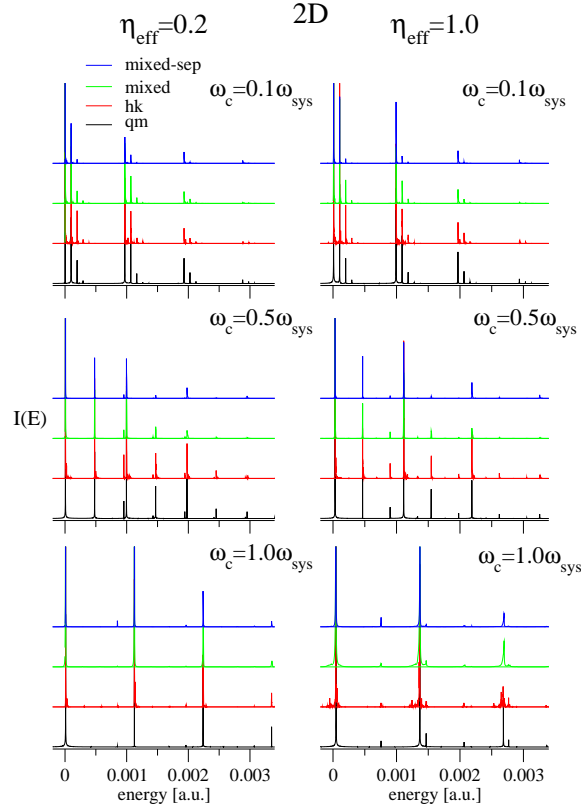 2D
η_eff=0.2 η_eff=1.0
mixed-sep
mixed
hk
qm
ω_c=0.1ω_sys ω_c=0.1ω_sys
ω_c=0.5ω_sys ω_c=0.5ω_sys
I(E)
ω_c=1.0ω_sys ω_c=1.0ω_sys
0 0.001 0.002 0.003 0 0.001 0.002 0.003
energy [a.u.] energy [a.u.]